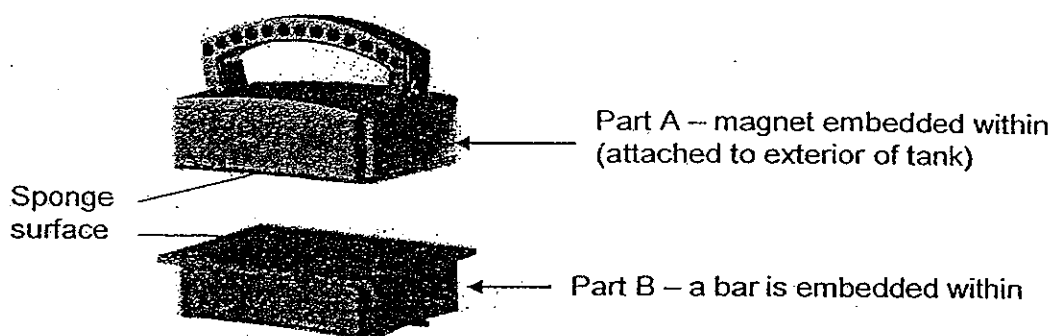 Part A – magnet embedded within
(attached to exterior of tank)
Sponge
surface
Part B – a bar is embedded within